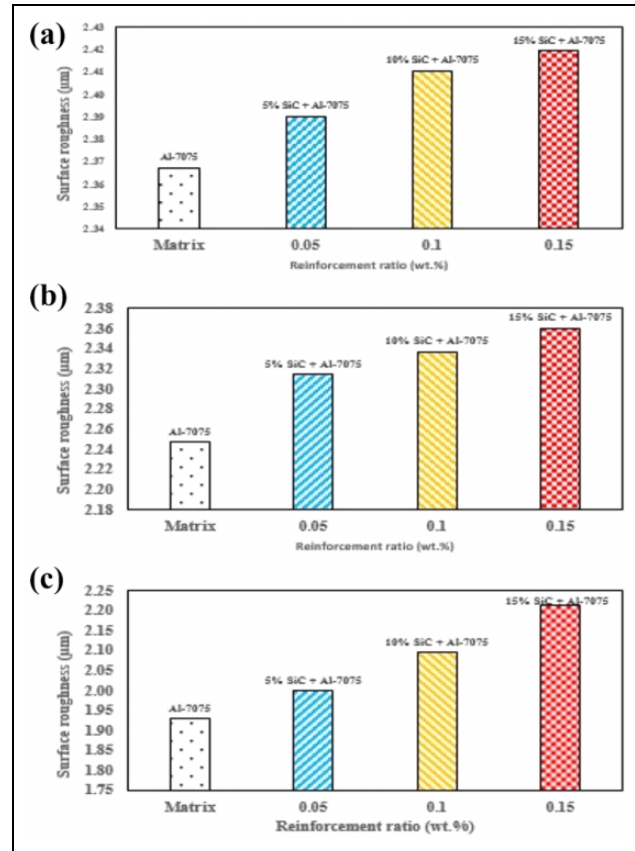 (a)
Surface roughness (μm)
2.43
2.42
2.41
2.40
2.39
2.38
2.37
2.36
2.35
2.34
Al-7075
5% SiC + Al-7075
10% SiC + Al-7075
15% SiC + Al-7075
Matrix 0.05 0.1 0.15
Reinforcement ratio (wt.%)
(b)
Surface roughness (μm)
2.38
2.36
2.34
2.32
2.30
2.28
2.26
2.24
2.22
2.20
2.18
Al-7075
5% SiC + Al-7075
10% SiC + Al-7075
15% SiC + Al-7075
Matrix 0.05 0.1 0.15
Reinforcement ratio (wt.%)
(c)
Surface roughness (μm)
2.25
2.20
2.15
2.10
2.05
2.00
1.95
1.90
1.85
1.80
1.75
Al-7075
5% SiC + Al-7075
10% SiC + Al-7075
15% SiC + Al-7075
Matrix 0.05 0.1 0.15
Reinforcement ratio (wt.%)